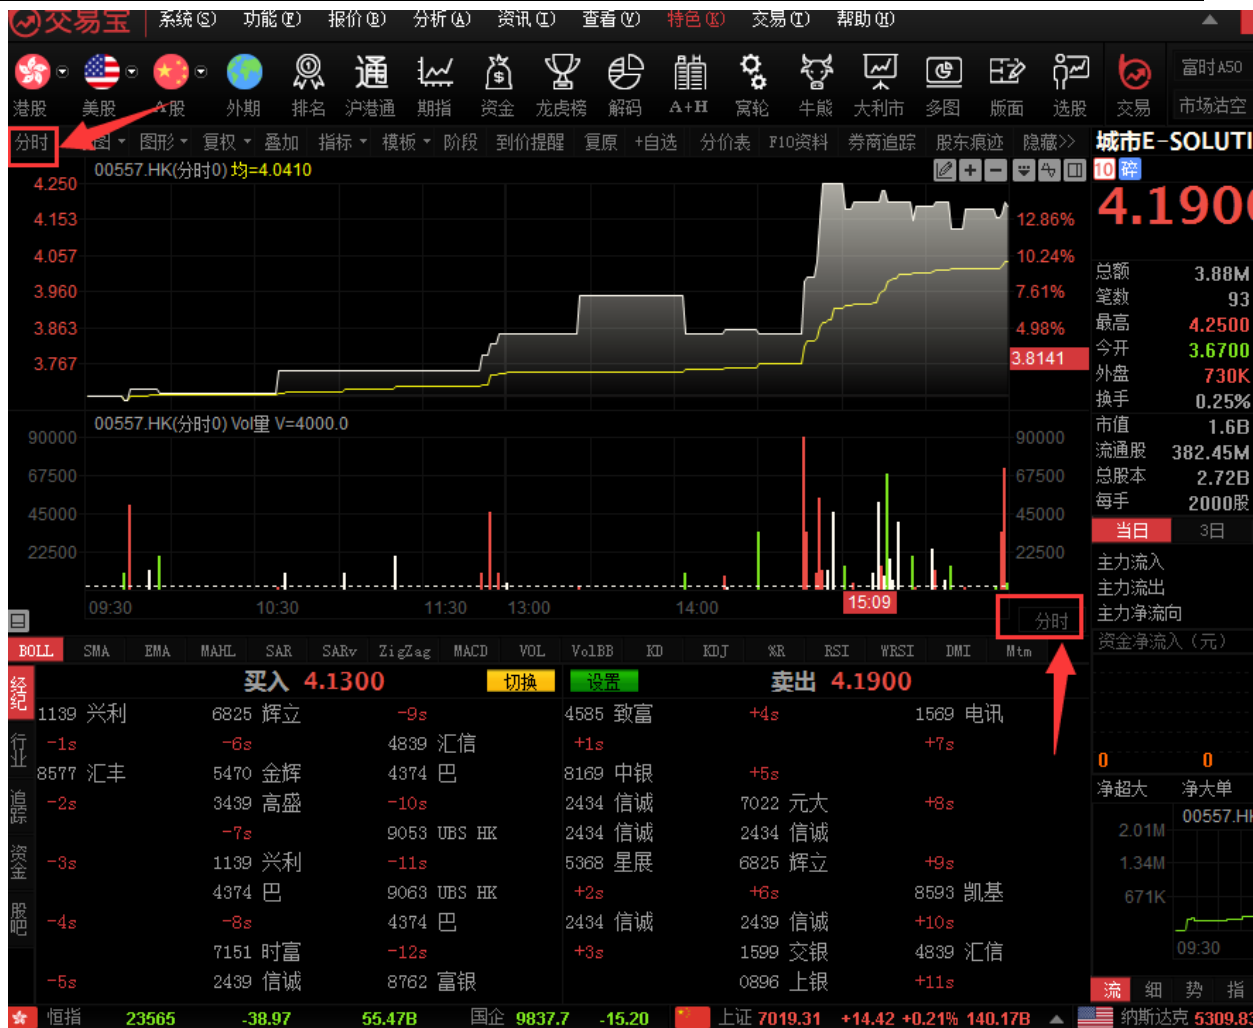 交易宝 系统(S) 功能(F) 报价(B) 分析(A) 资讯(I) 查看(V) 特色(K) 交易(T) 帮助(H)
港股 美股 A股 外期 排名 沪港通 期指 资金 龙虎榜 解码 A+H 窝轮 牛熊 大利市 多图 版面 选股 交易
富时A50
市场沽空
分时 图 图形 复权 叠加 指标 模板 阶段 到价提醒 复原 +自选 分价表 F10资料 券商追踪 股东痕迹 隐藏>>
00557.HK(分时0) 均=4.0410
4.250
4.153 12.86%
4.057 10.24%
3.960 7.61%
3.863 4.98%
3.767 3.8141
00557.HK(分时0) Vol量 V=4000.0
90000 90000
67500 67500
45000 45000
22500 22500
09:30 10:30 11:30 13:00 14:00 15:09
分时
BOLL SMA EMA MAHL SAR SARv ZigZag MACD VOL VolBB KD KDJ %R RSI WRSI DMI Mtm
城市E-SOLUTI
10 碎
4.190
总额 3.88M
笔数 93
最高 4.2500
今开 3.6700
外盘 730K
换手 0.25%
市值 1.6B
流通股 382.45M
总股本 2.72B
每手 2000股
当日 3日
主力流入
主力流出
主力净流向
资金净流入(元)
0 0
净超大 净大单
00557.H
2.01M
1.34M
671K
09:30
流 细 势 指
经纪
行业
追踪
资金
股吧
买入 4.1300 切换 设置 卖出 4.1900
1139 兴利 6825 辉立 -9s 4585 致富 +4s 1569 电讯
-1s -6s 4839 汇信 +1s +7s
8577 汇丰 5470 金辉 4374 巴 8169 中银 +5s
-2s 3439 高盛 -10s 2434 信诚 7022 元大 +8s
-7s 9053 UBS HK 2434 信诚 2434 信诚
-3s 1139 兴利 -11s 5368 星展 6825 辉立 +9s
4374 巴 9063 UBS HK +2s +6s 8593 凯基
-4s -8s 4374 巴 2434 信诚 2439 信诚 +10s
7151 时富 -12s +3s 1599 交银 4839 汇信
-5s 2439 信诚 8762 富银 0896 上银 +11s
恒指 23565 -38.97 55.47B 国企 9837.7 -15.20 上证 7019.31 +14.42 +0.21% 140.17B 纳斯达克 5309.8